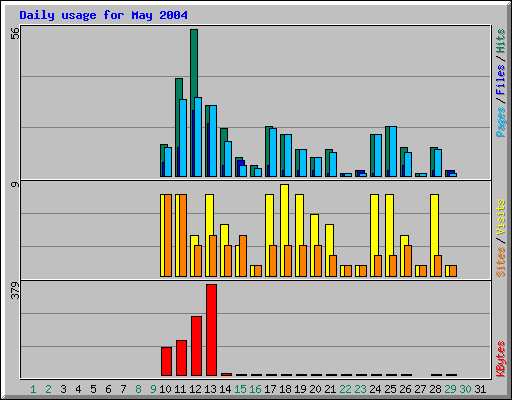 Daily usage for May 2004
56
Pages / Files / Hits
9
Sites / Visits
379
KBytes
1 2 3 4 5 6 7 8 9 10 11 12 13 14 15 16 17 18 19 20 21 22 23 24 25 26 27 28 29 30 31